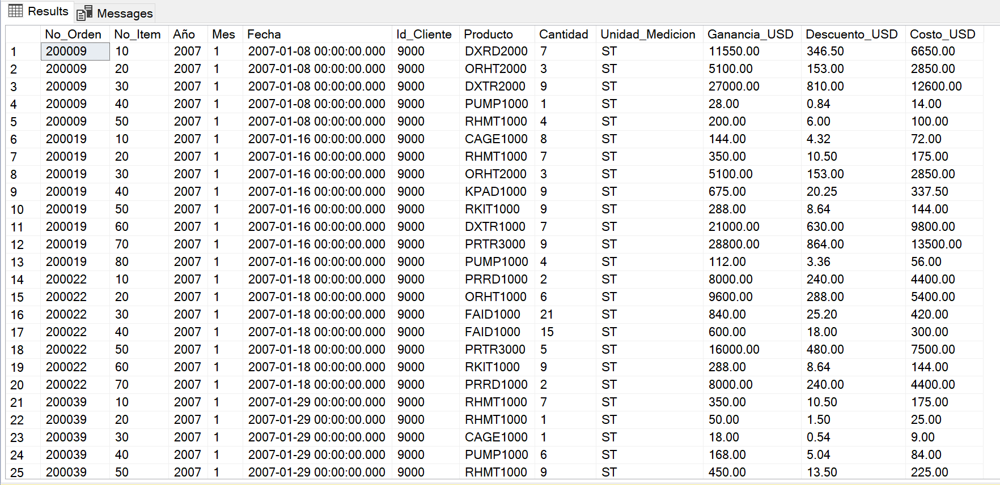 Results Messages
No_Orden No_Item Año Mes Fecha Id_Cliente Producto Cantidad Unidad_Medicion Ganancia_USD Descuento_USD Costo_USD
1 200009 10 2007 1 2007-01-08 00:00:00.000 9000 DXRD2000 7 ST 11550.00 346.50 6650.00
2 200009 20 2007 1 2007-01-08 00:00:00.000 9000 ORHT2000 3 ST 5100.00 153.00 2850.00
3 200009 30 2007 1 2007-01-08 00:00:00.000 9000 DXTR2000 9 ST 27000.00 810.00 12600.00
4 200009 40 2007 1 2007-01-08 00:00:00.000 9000 PUMP1000 1 ST 28.00 0.84 14.00
5 200009 50 2007 1 2007-01-08 00:00:00.000 9000 RHMT1000 4 ST 200.00 6.00 100.00
6 200019 10 2007 1 2007-01-16 00:00:00.000 9000 CAGE1000 8 ST 144.00 4.32 72.00
7 200019 20 2007 1 2007-01-16 00:00:00.000 9000 RHMT1000 7 ST 350.00 10.50 175.00
8 200019 30 2007 1 2007-01-16 00:00:00.000 9000 ORHT2000 3 ST 5100.00 153.00 2850.00
9 200019 40 2007 1 2007-01-16 00:00:00.000 9000 KPAD1000 9 ST 675.00 20.25 337.50
10 200019 50 2007 1 2007-01-16 00:00:00.000 9000 RKIT1000 9 ST 288.00 8.64 144.00
11 200019 60 2007 1 2007-01-16 00:00:00.000 9000 DXTR1000 7 ST 21000.00 630.00 9800.00
12 200019 70 2007 1 2007-01-16 00:00:00.000 9000 PRTR3000 9 ST 28800.00 864.00 13500.00
13 200019 80 2007 1 2007-01-16 00:00:00.000 9000 PUMP1000 4 ST 112.00 3.36 56.00
14 200022 10 2007 1 2007-01-18 00:00:00.000 9000 PRRD1000 2 ST 8000.00 240.00 4400.00
15 200022 20 2007 1 2007-01-18 00:00:00.000 9000 ORHT1000 6 ST 9600.00 288.00 5400.00
16 200022 30 2007 1 2007-01-18 00:00:00.000 9000 FAID1000 21 ST 840.00 25.20 420.00
17 200022 40 2007 1 2007-01-18 00:00:00.000 9000 FAID1000 15 ST 600.00 18.00 300.00
18 200022 50 2007 1 2007-01-18 00:00:00.000 9000 PRTR3000 5 ST 16000.00 480.00 7500.00
19 200022 60 2007 1 2007-01-18 00:00:00.000 9000 RKIT1000 9 ST 288.00 8.64 144.00
20 200022 70 2007 1 2007-01-18 00:00:00.000 9000 PRRD1000 2 ST 8000.00 240.00 4400.00
21 200039 10 2007 1 2007-01-29 00:00:00.000 9000 RHMT1000 7 ST 350.00 10.50 175.00
22 200039 20 2007 1 2007-01-29 00:00:00.000 9000 RHMT1000 1 ST 50.00 1.50 25.00
23 200039 30 2007 1 2007-01-29 00:00:00.000 9000 CAGE1000 1 ST 18.00 0.54 9.00
24 200039 40 2007 1 2007-01-29 00:00:00.000 9000 PUMP1000 6 ST 168.00 5.04 84.00
25 200039 50 2007 1 2007-01-29 00:00:00.000 9000 RHMT1000 9 ST 450.00 13.50 225.00